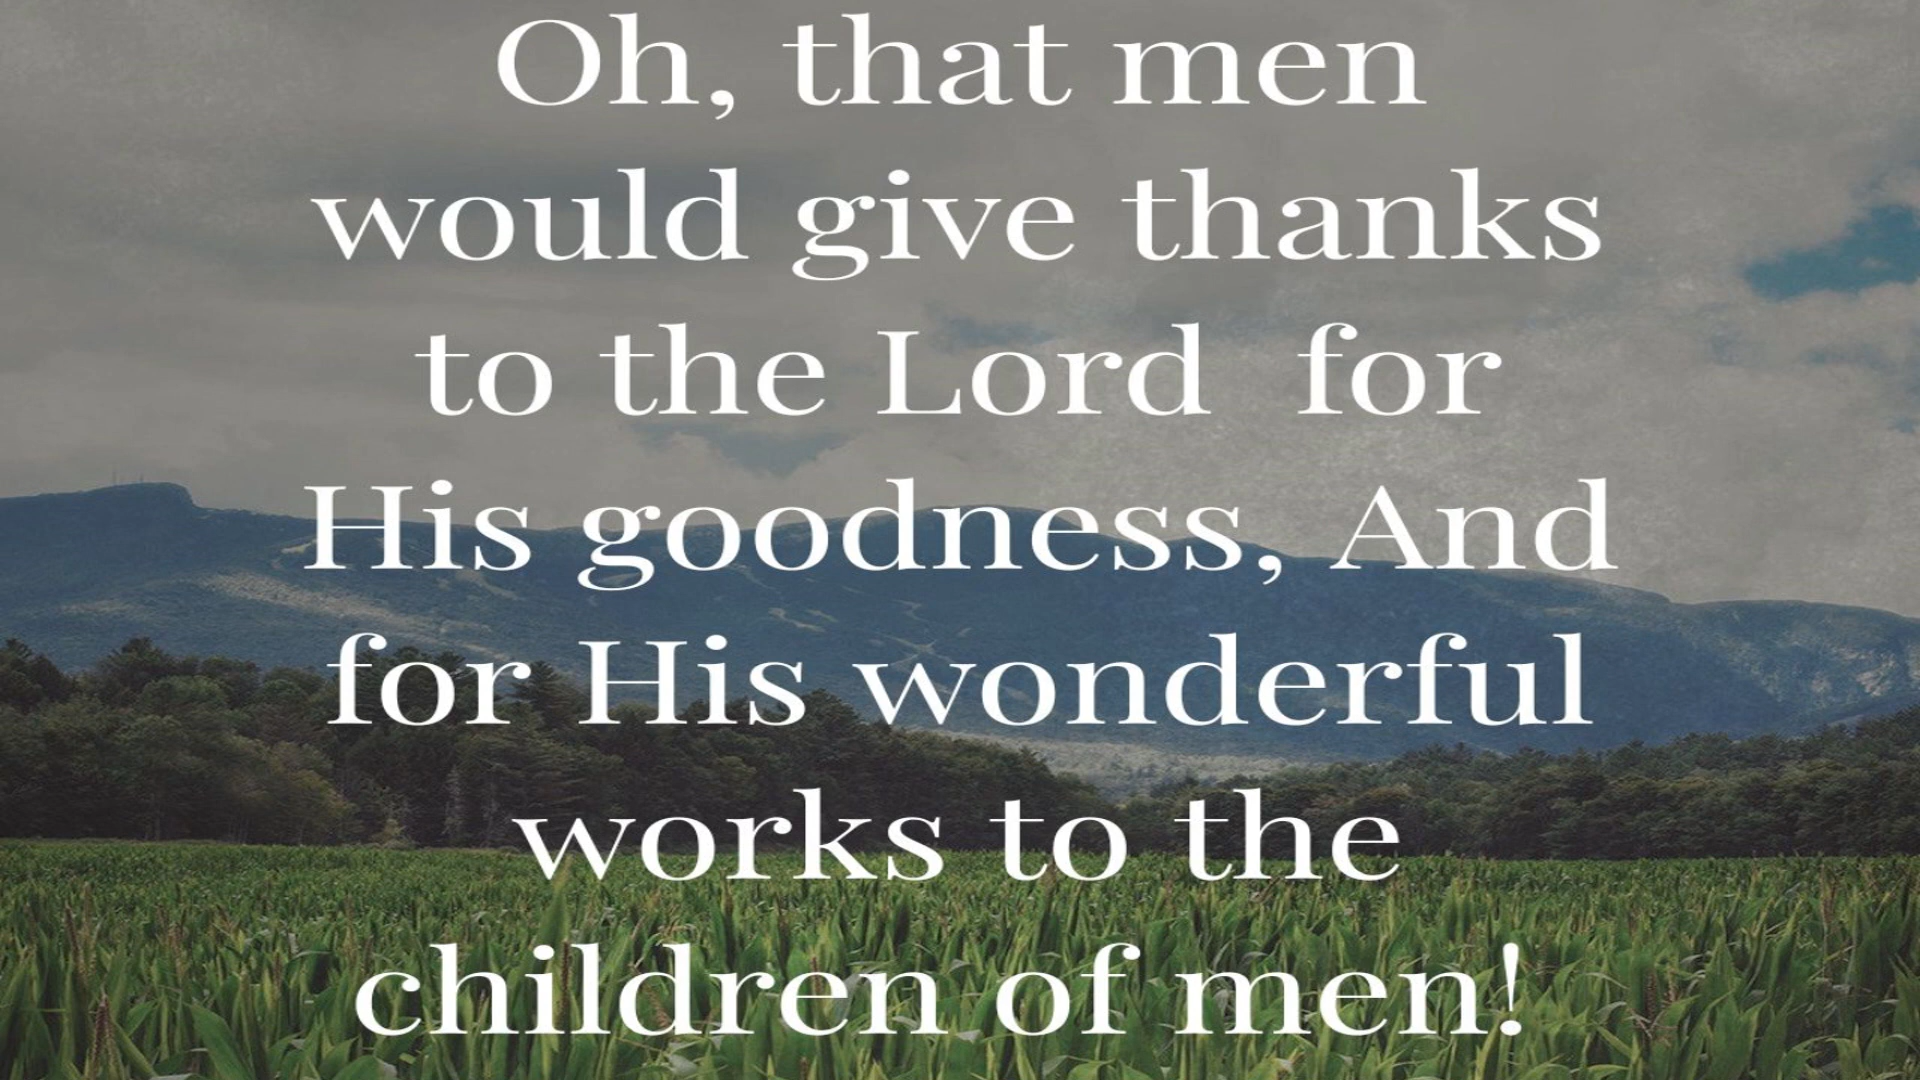 Oh, that men
would give thanks
to the Lord  for
His goodness, And
for His wonderful
works to the
children of men!